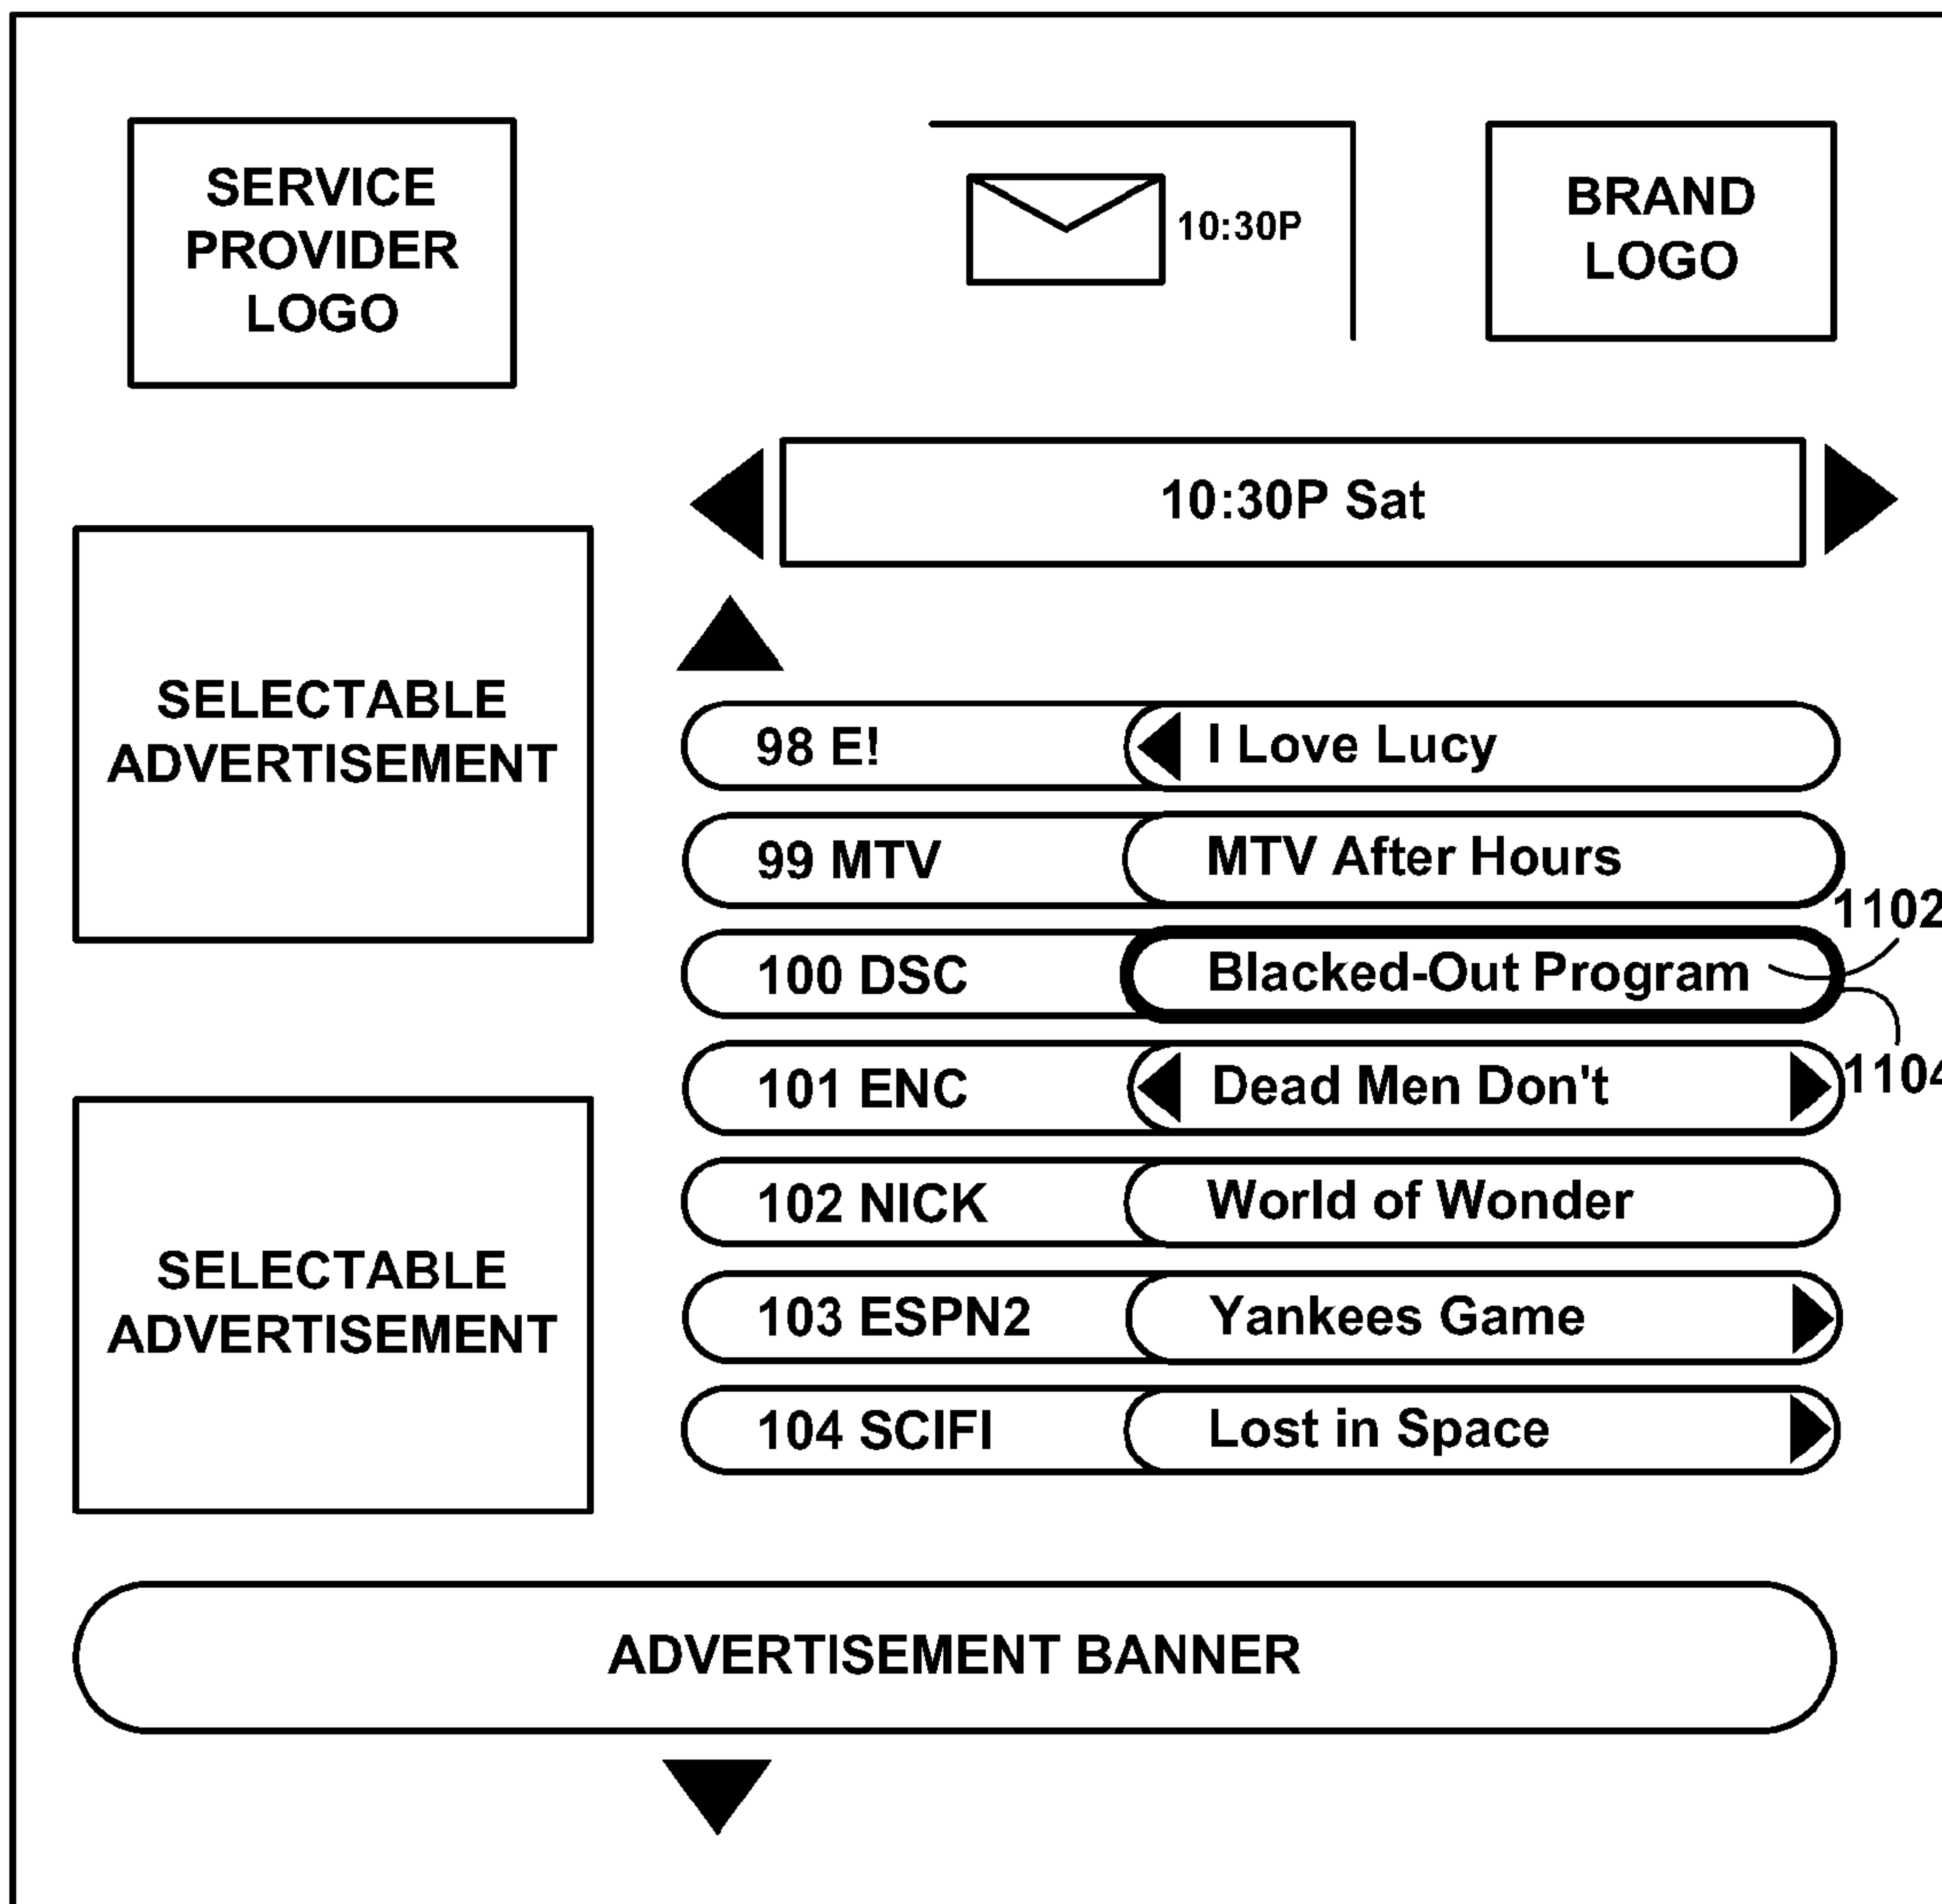 SERVICE
PROVIDER
LOGO
10:30P
BRAND
LOGO
10:30P Sat
SELECTABLE
ADVERTISEMENT
98 E! I Love Lucy
99 MTV MTV After Hours
1102
100 DSC Blacked-Out Program
101 ENC Dead Men Don't
1104
102 NICK World of Wonder
SELECTABLE
ADVERTISEMENT
103 ESPN2 Yankees Game
104 SCIFI Lost in Space
ADVERTISEMENT BANNER